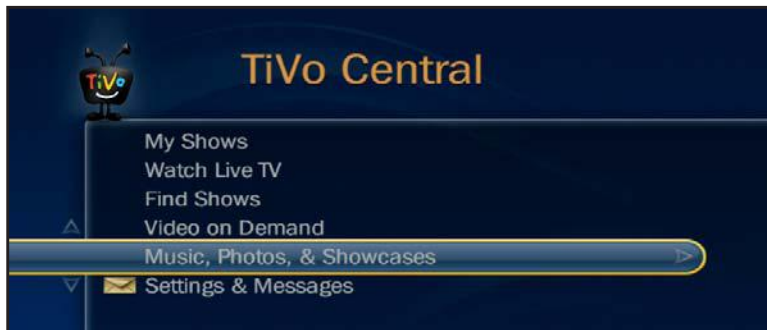 TiVo
TiVo Central
My Shows
Watch Live TV
Find Shows
Video on Demand
Music, Photos, & Showcases
Settings & Messages